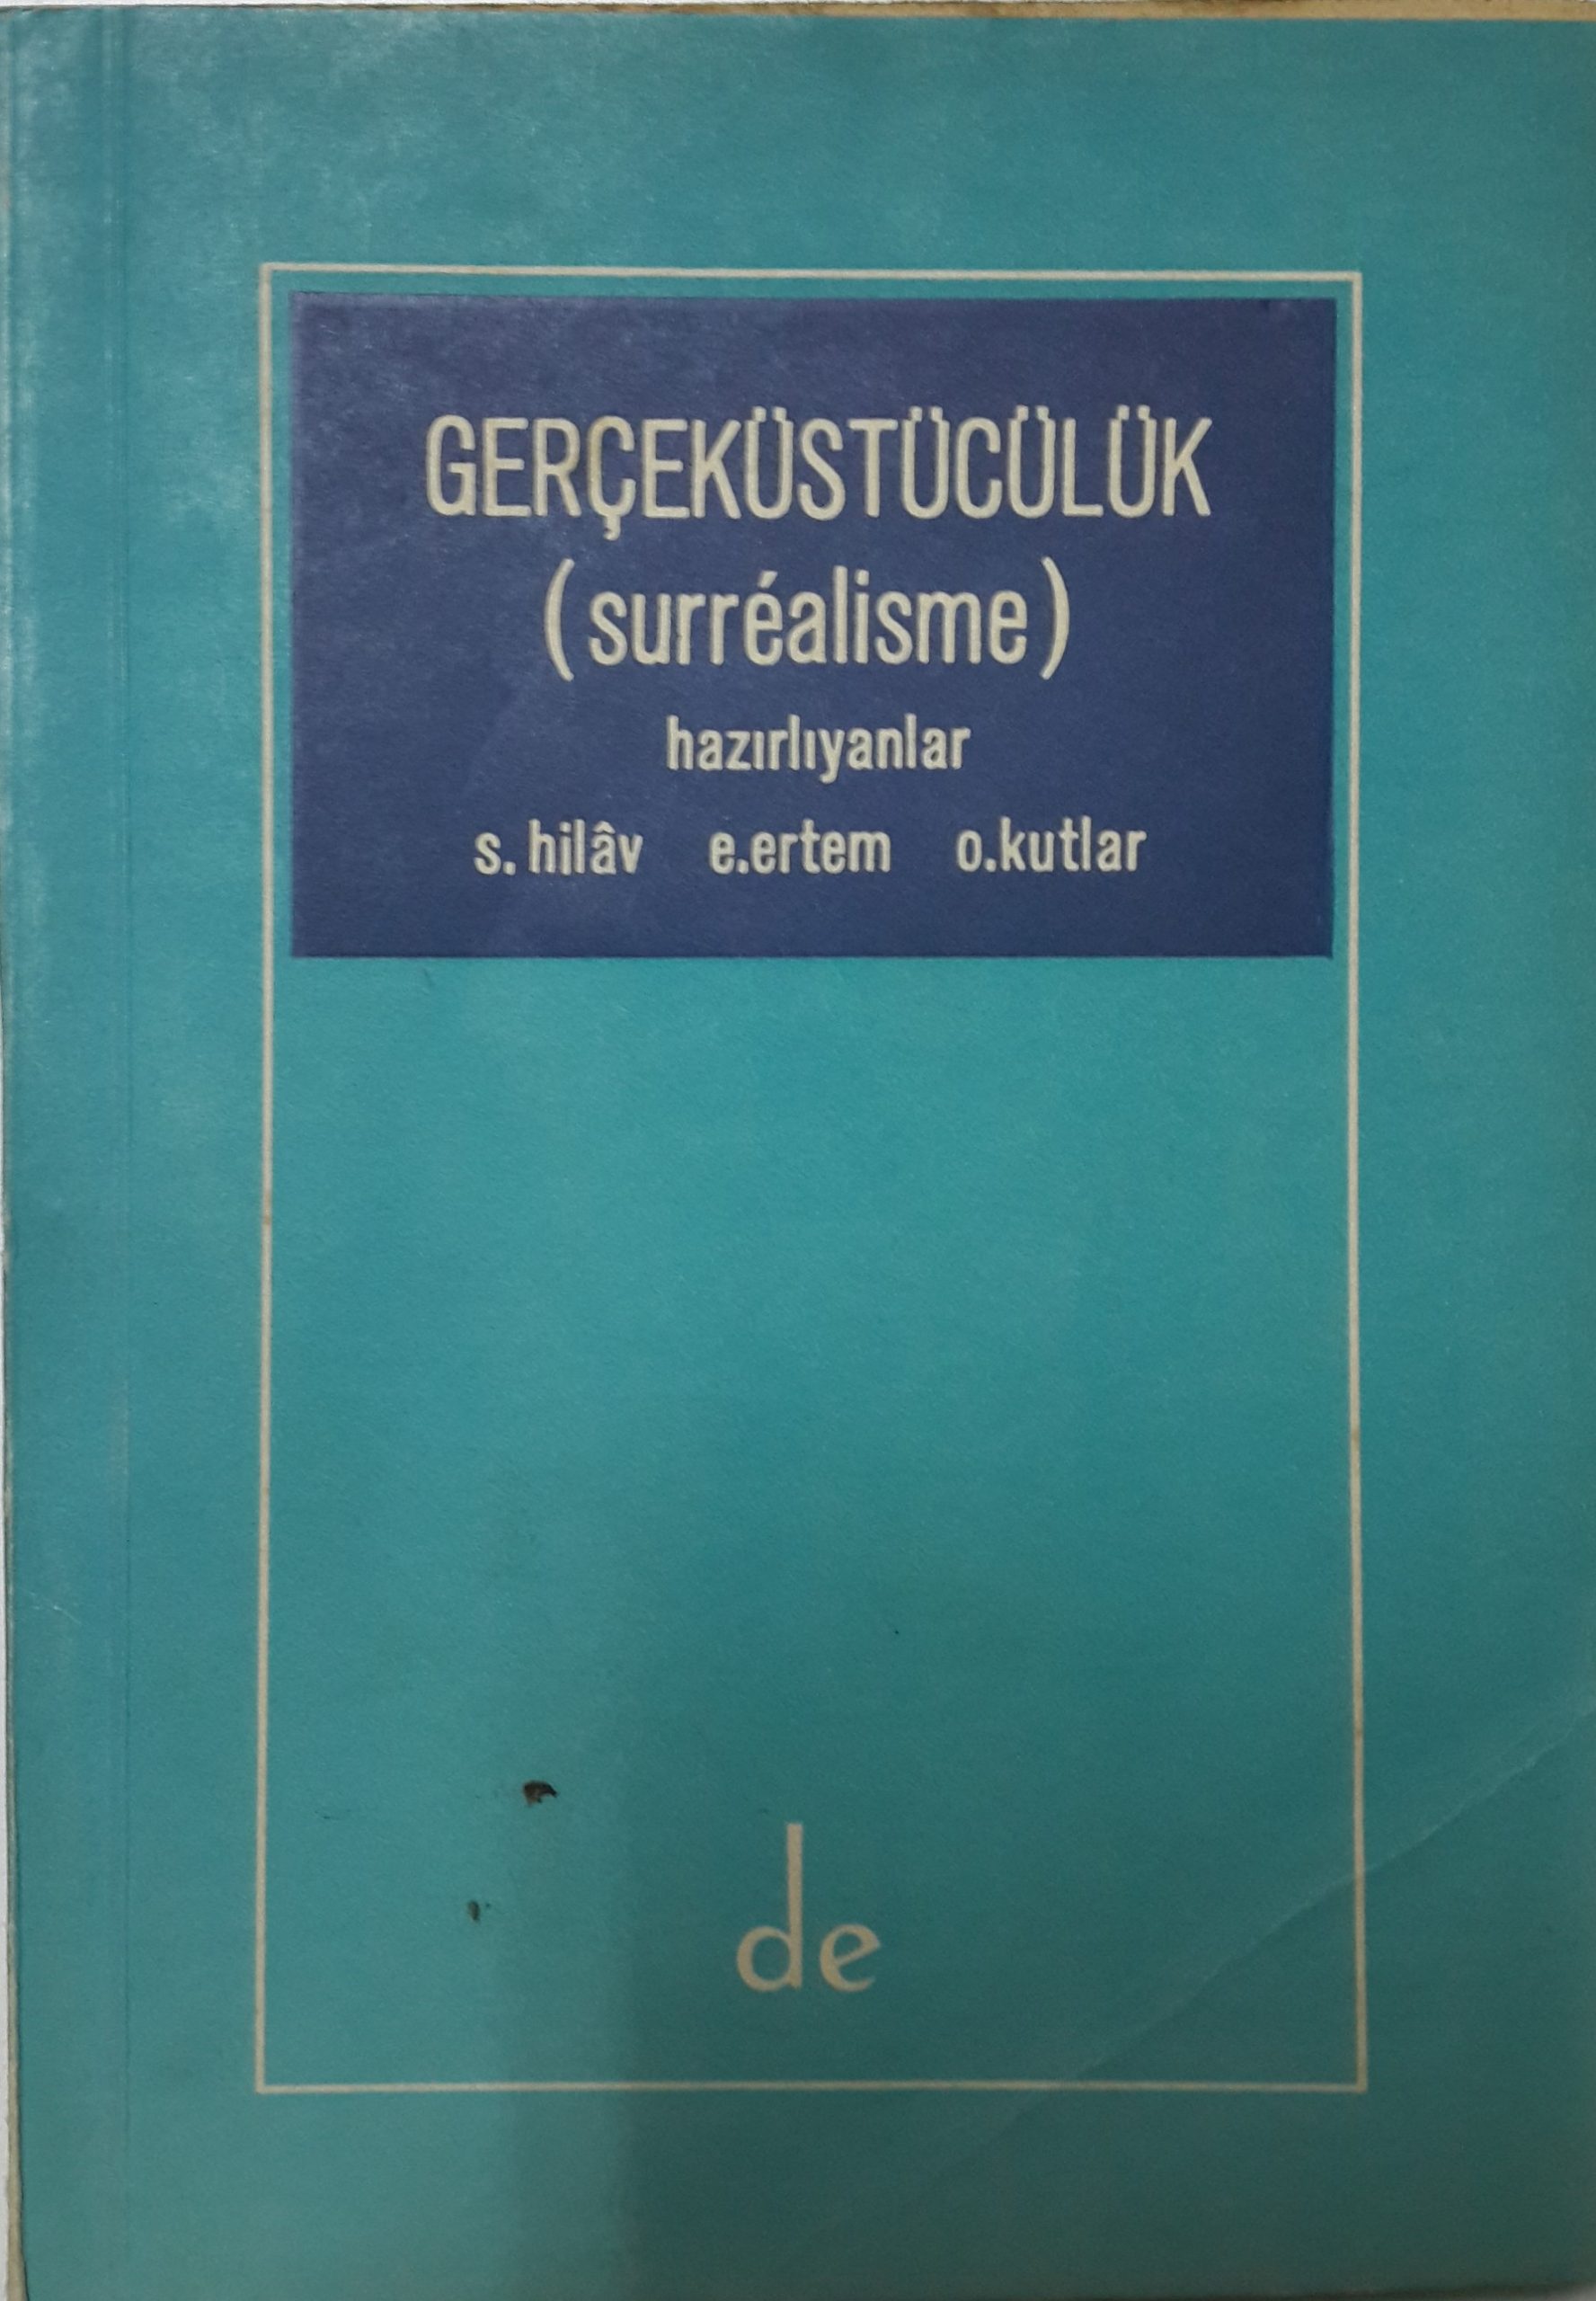 GERÇEKÜSTÜCÜLÜK
(surréalisme)
hazırlıyanlar
s. hilâv e.ertem o.kutlar
de